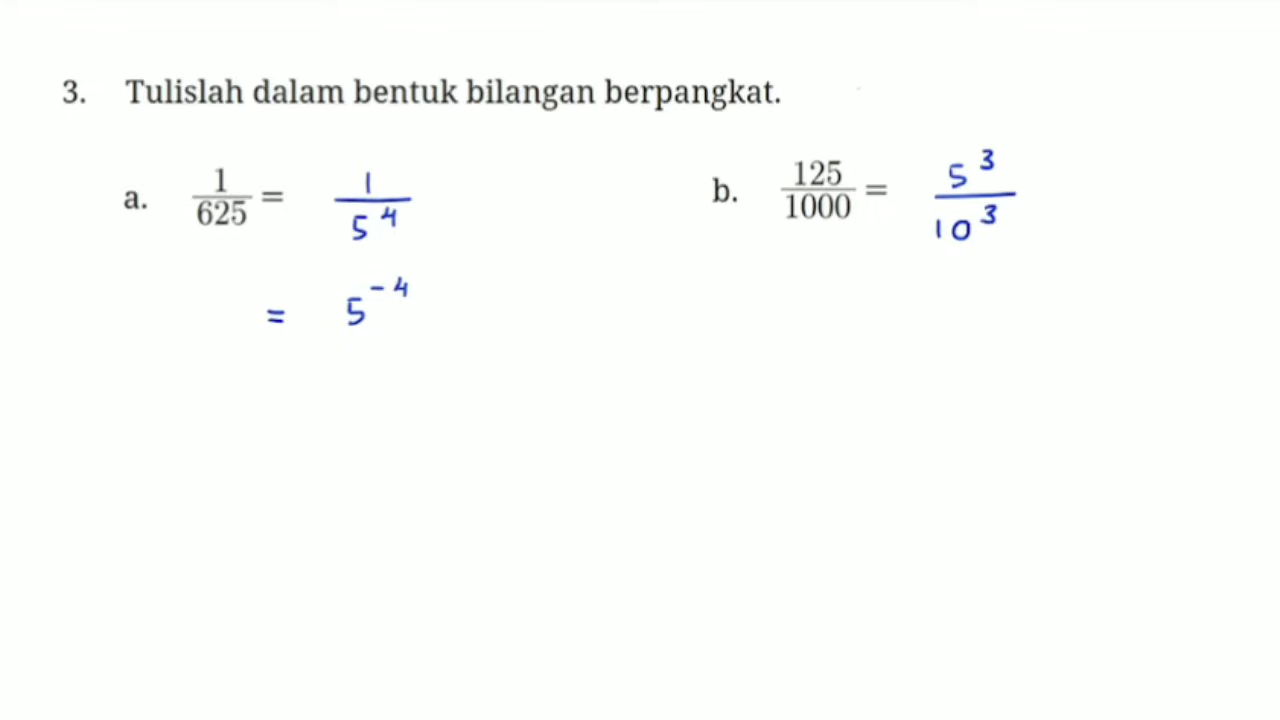 3. Tulislah dalam bentuk bilangan berpangkat.
a. 1/625 = 1/5^4
b. 125/1000 = 5^3/10^3
= 5^-4